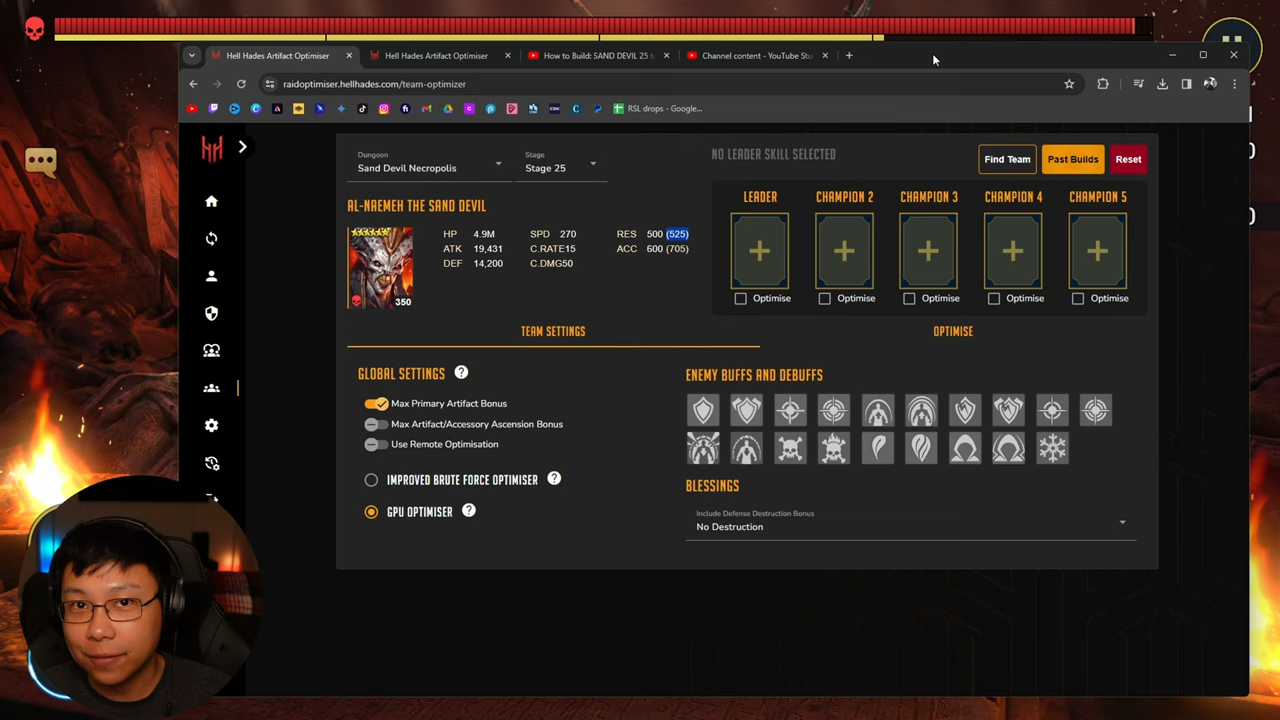 Hell Hades Artifact Optimiser
Hell Hades Artifact Optimiser
How to Build: SAND DEVIL 25 t
Channel content - YouTube Stu
raidoptimiser.hellhades.com/team-optimizer
RSL drops - Google...
Dungeon
Sand Devil Necropolis
Stage
Stage 25
NO LEADER SKILL SELECTED
Find Team
Past Builds
Reset
AL-NAEMEH THE SAND DEVIL
LEADER
CHAMPION 2
CHAMPION 3
CHAMPION 4
CHAMPION 5
HP 4.9M SPD 270 RES 500 (525)
ATK 19,431 C.RATE15 ACC 600 (705)
DEF 14,200 C.DMG50
350
Optimise
Optimise
Optimise
Optimise
Optimise
TEAM SETTINGS
OPTIMISE
GLOBAL SETTINGS ?
Max Primary Artifact Bonus
Max Artifact/Accessory Ascension Bonus
Use Remote Optimisation
IMPROVED BRUTE FORCE OPTIMISER ?
GPU OPTIMISER ?
ENEMY BUFFS AND DEBUFFS
BLESSINGS
Include Defense Destruction Bonus
No Destruction